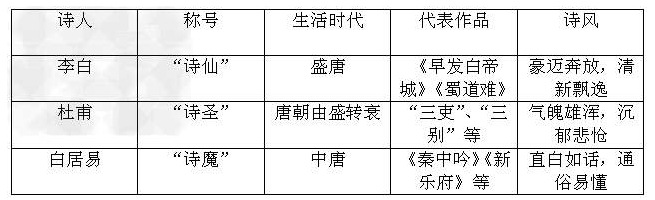 诗人 称号 生活时代 代表作品 诗风
李白 “诗仙” 盛唐 《早发白帝城》《蜀道难》 豪迈奔放，清新飘逸
杜甫 “诗圣” 唐朝由盛转衰 “三吏”、“三别”等 气魄雄浑，沉郁悲怆
白居易 “诗魔” 中唐 《秦中吟》《新乐府》等 直白如话，通俗易懂